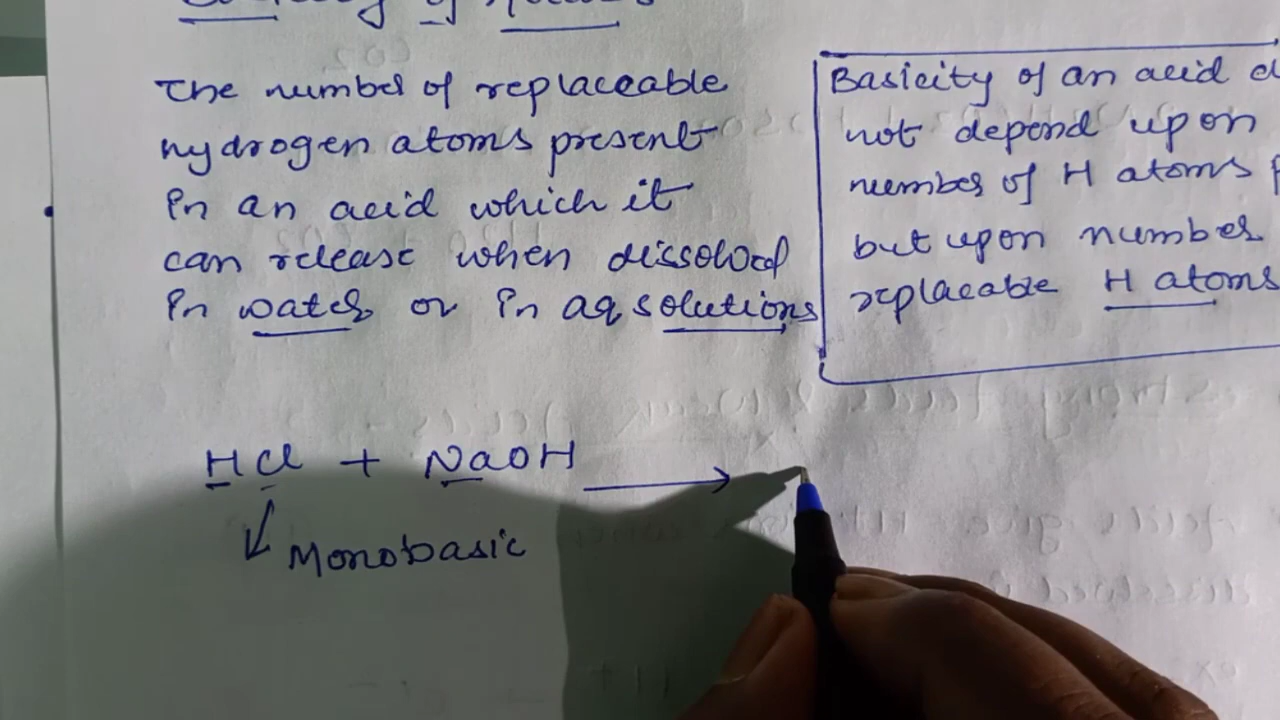 of
The number of replaceable
hydrogen atoms present
in an acid which it
can release when dissolved
in water or in aq solutions
Basicity of an acid d
not depend upon
number of H atoms p
but upon number
replaceable H atoms
HCl + NaOH →
Monobasic